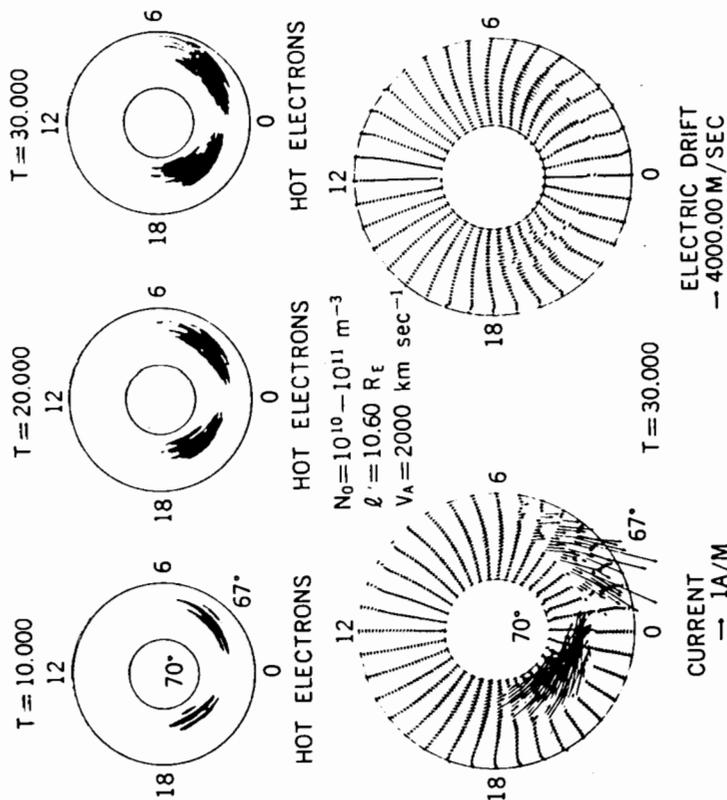 T=10.000
12
18
6
0
70°
67°
HOT ELECTRONS
T=20.000
12
18
6
0
HOT ELECTRONS
T=30.000
12
18
6
0
HOT ELECTRONS
N₀=10¹⁰–10¹¹ m⁻³
ℓ'=10.60 R_E
V_A=2000 km sec⁻¹
12
18
6
0
70°
67°
CURRENT
→ 1A/M
T=30.000
12
18
6
0
ELECTRIC DRIFT
→ 4000.00 M/SEC